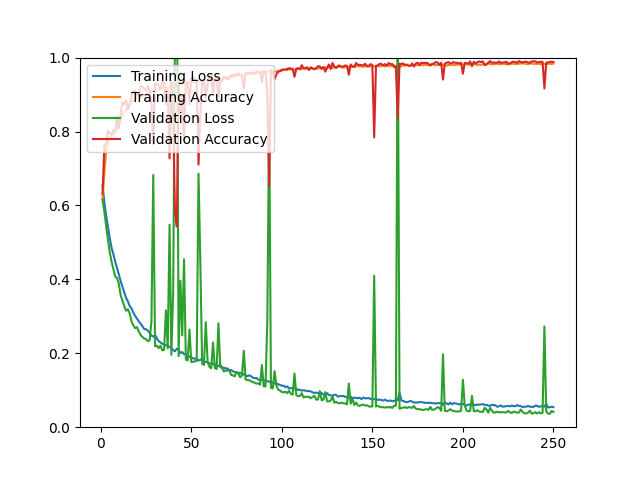 1.0
0.8
0.6
0.4
0.2
0.0
Training Loss
Training Accuracy
Validation Loss
Validation Accuracy
0 50 100 150 200 250